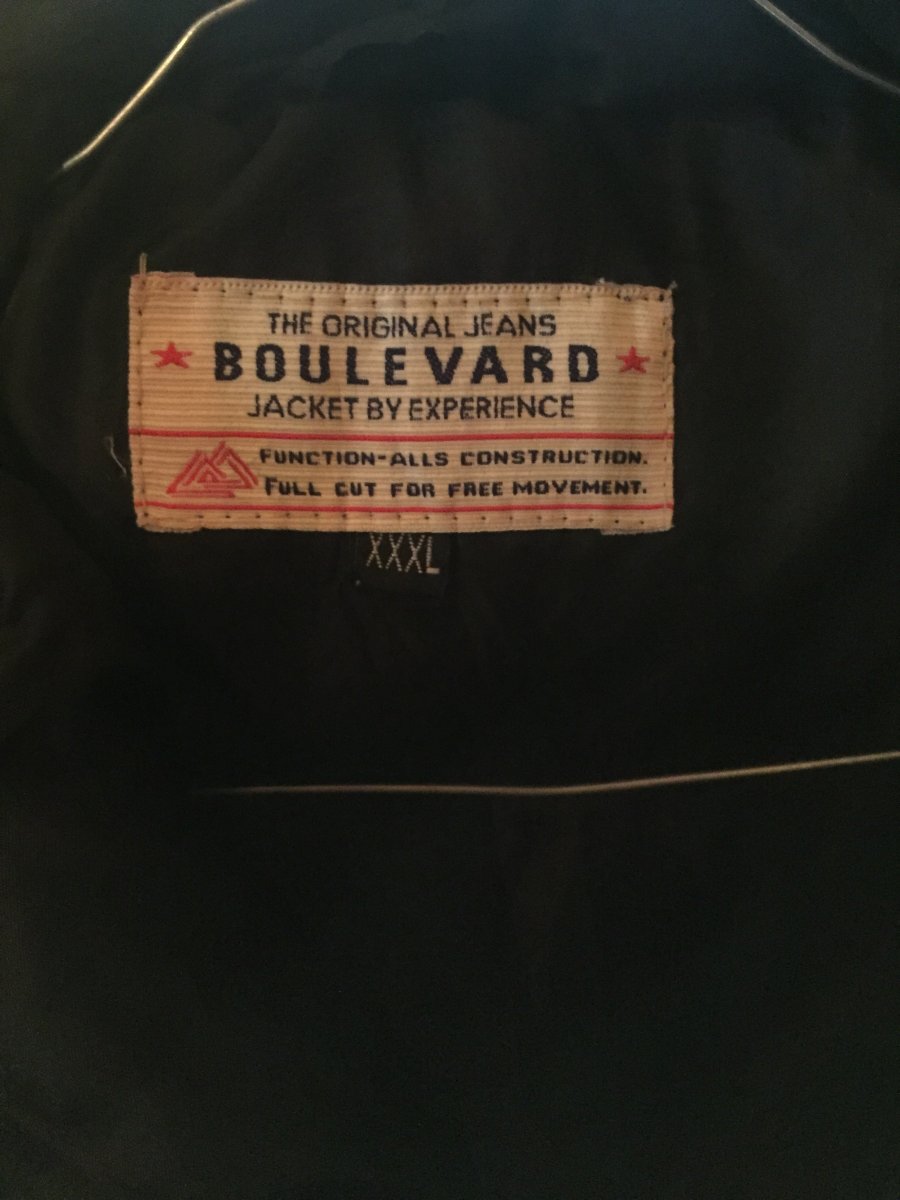 THE ORIGINAL JEANS
BOULEVARD
JACKET BY EXPERIENCE
FUNCTION-ALLS CONSTRUCTION.
FULL CUT FOR FREE MOVEMENT.
XXXL